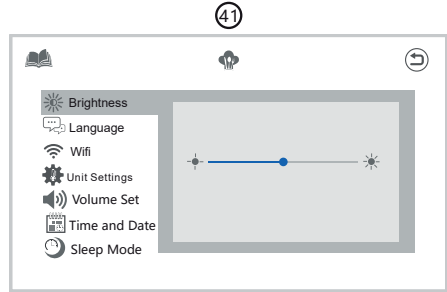 41
Brightness
Language
Wifi
Unit Settings
Volume Set
Time and Date
Sleep Mode